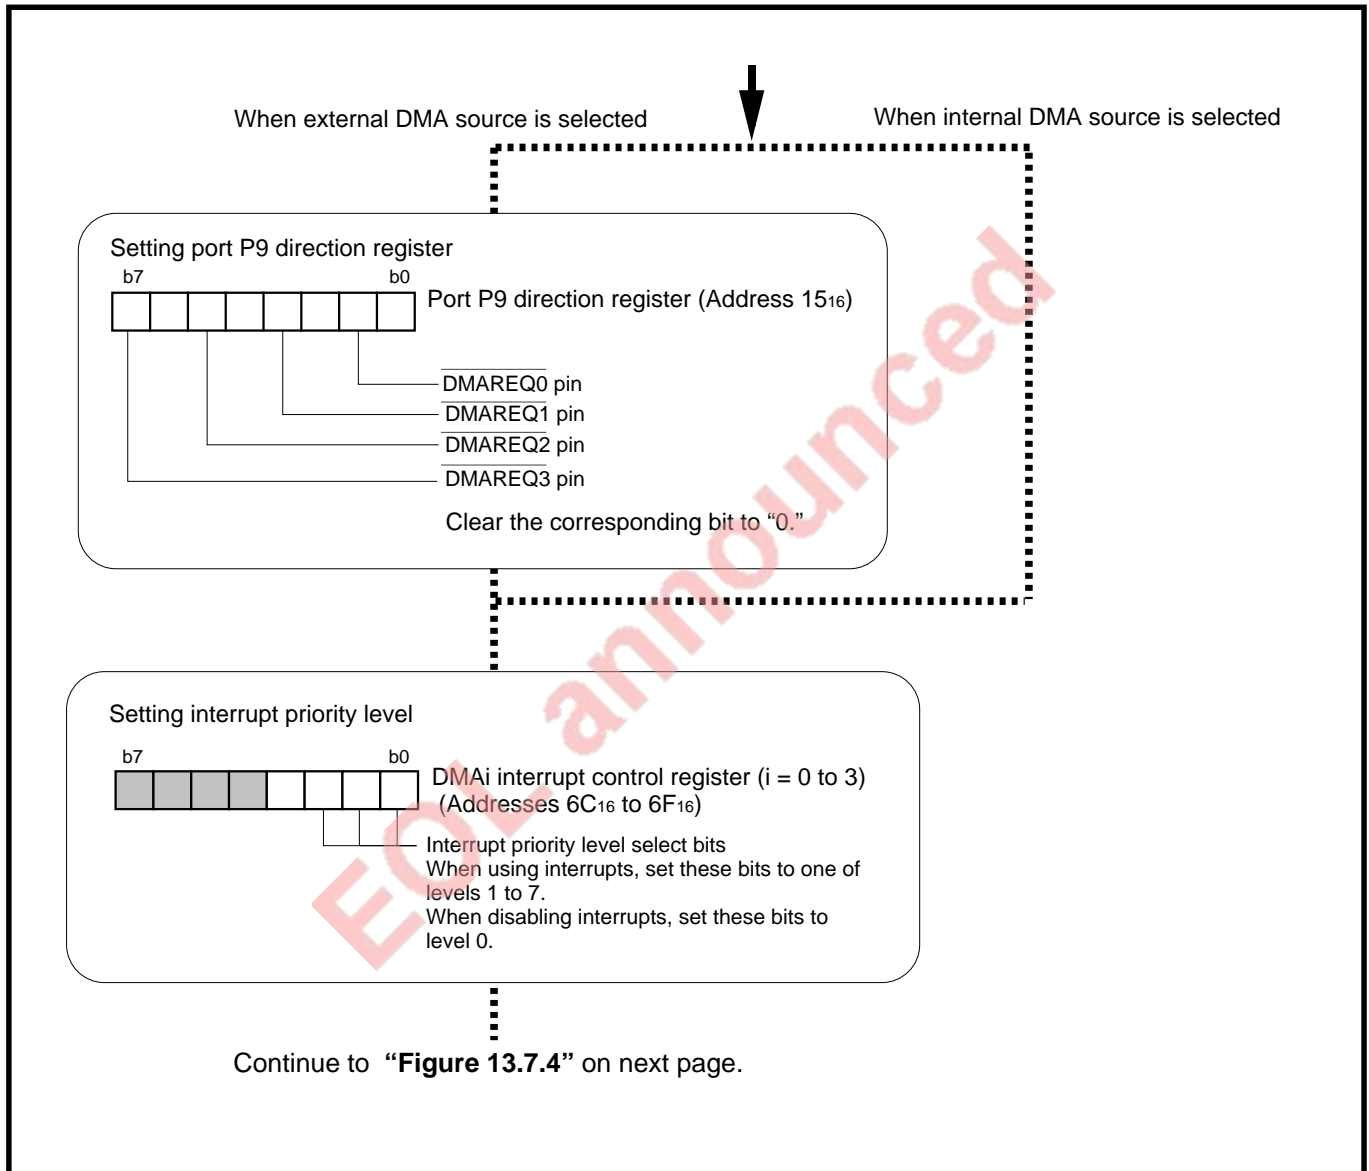 When external DMA source is selected
When internal DMA source is selected
Setting port P9 direction register
b7 b0
Port P9 direction register (Address 15₁₆)
DMAREQ0 pin
DMAREQ1 pin
DMAREQ2 pin
DMAREQ3 pin
Clear the corresponding bit to “0.”
Setting interrupt priority level
b7 b0
DMAi interrupt control register (i = 0 to 3)
(Addresses 6C₁₆ to 6F₁₆)
Interrupt priority level select bits
When using interrupts, set these bits to one of
levels 1 to 7.
When disabling interrupts, set these bits to
level 0.
Continue to “Figure 13.7.4” on next page.
EOL announced